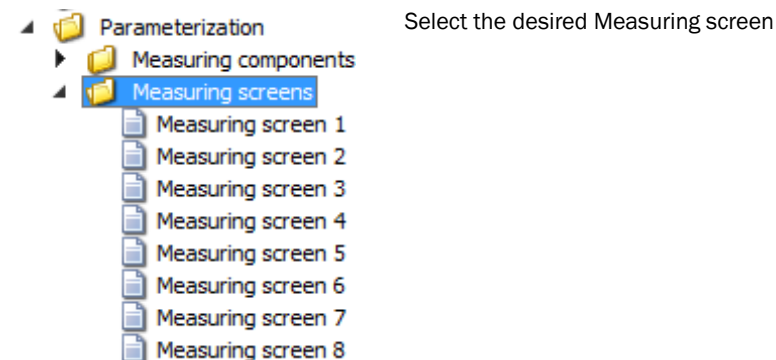 Parameterization
Select the desired Measuring screen
Measuring components
Measuring screens
Measuring screen 1
Measuring screen 2
Measuring screen 3
Measuring screen 4
Measuring screen 5
Measuring screen 6
Measuring screen 7
Measuring screen 8